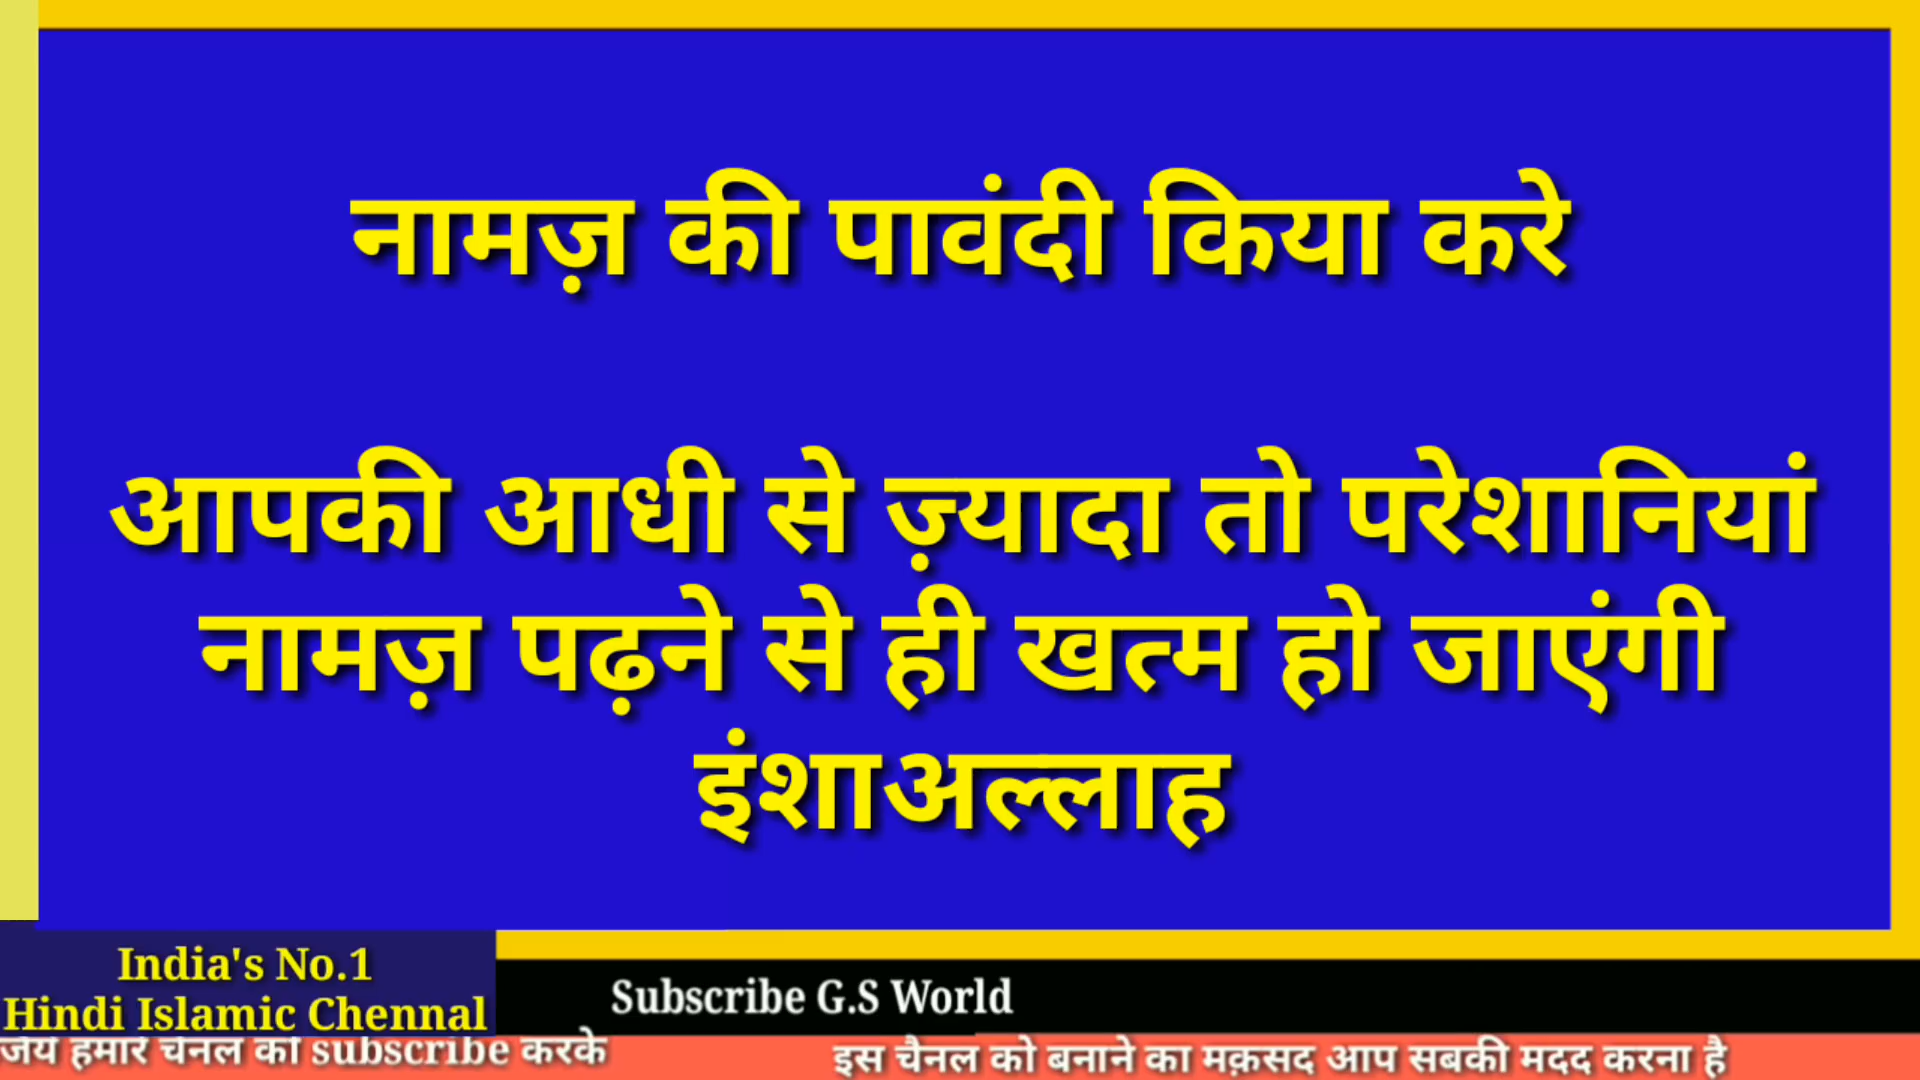 नामज़ की पावंदी किया करे
आपकी आधी से ज़्यादा तो परेशानियां
नामज़ पढ़ने से ही खत्म हो जाएंगी
इंशाअल्लाह
India's No.1
Hindi Islamic Chennal
Subscribe G.S World
हमारे चैनल को subscribe करके
इस चैनल को बनाने का मक़सद आप सबकी मदद करना है